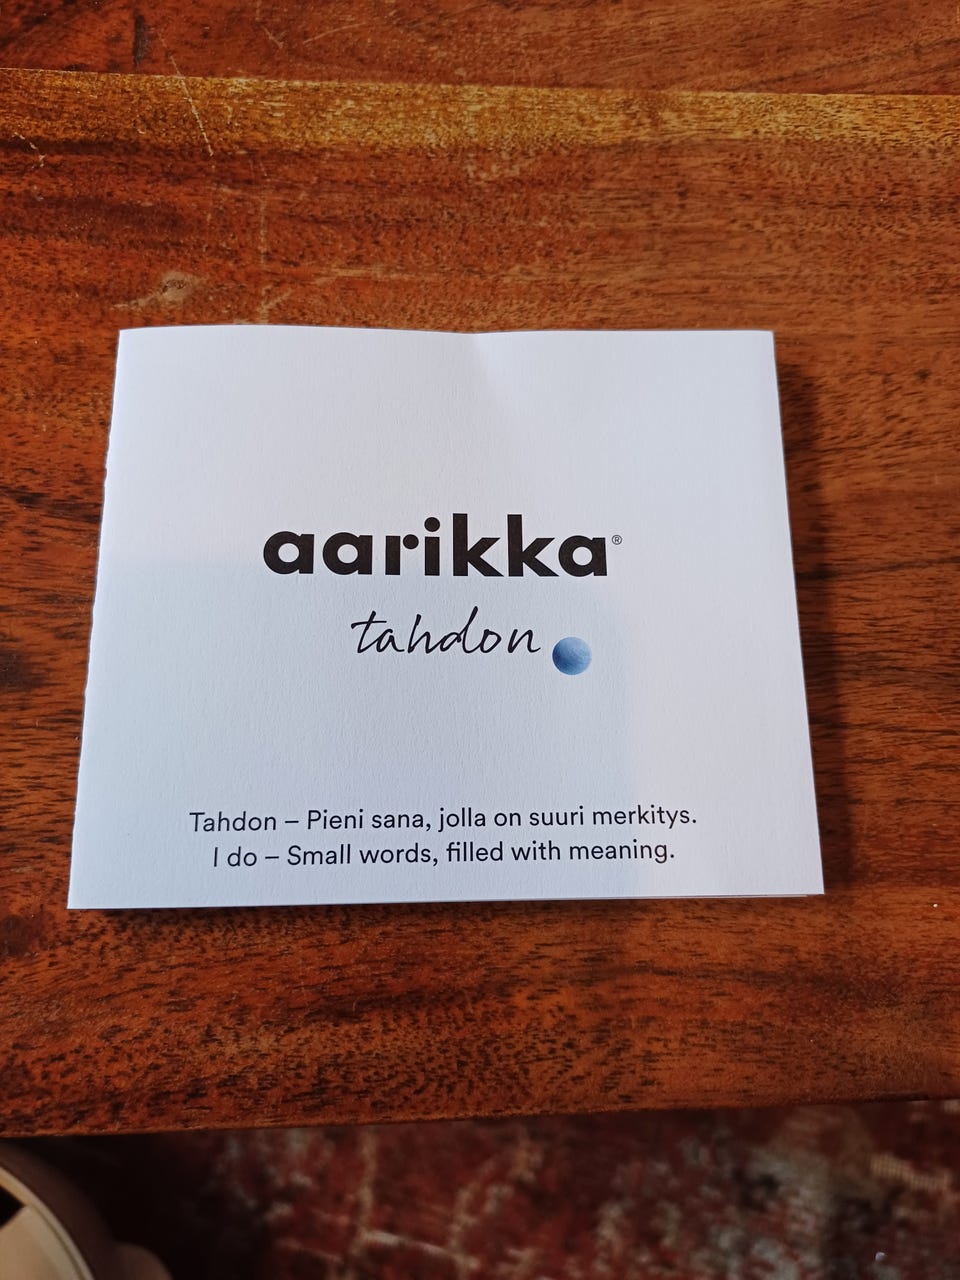 aarikka®
tahdon
Tahdon – Pieni sana, jolla on suuri merkitys.
I do – Small words, filled with meaning.